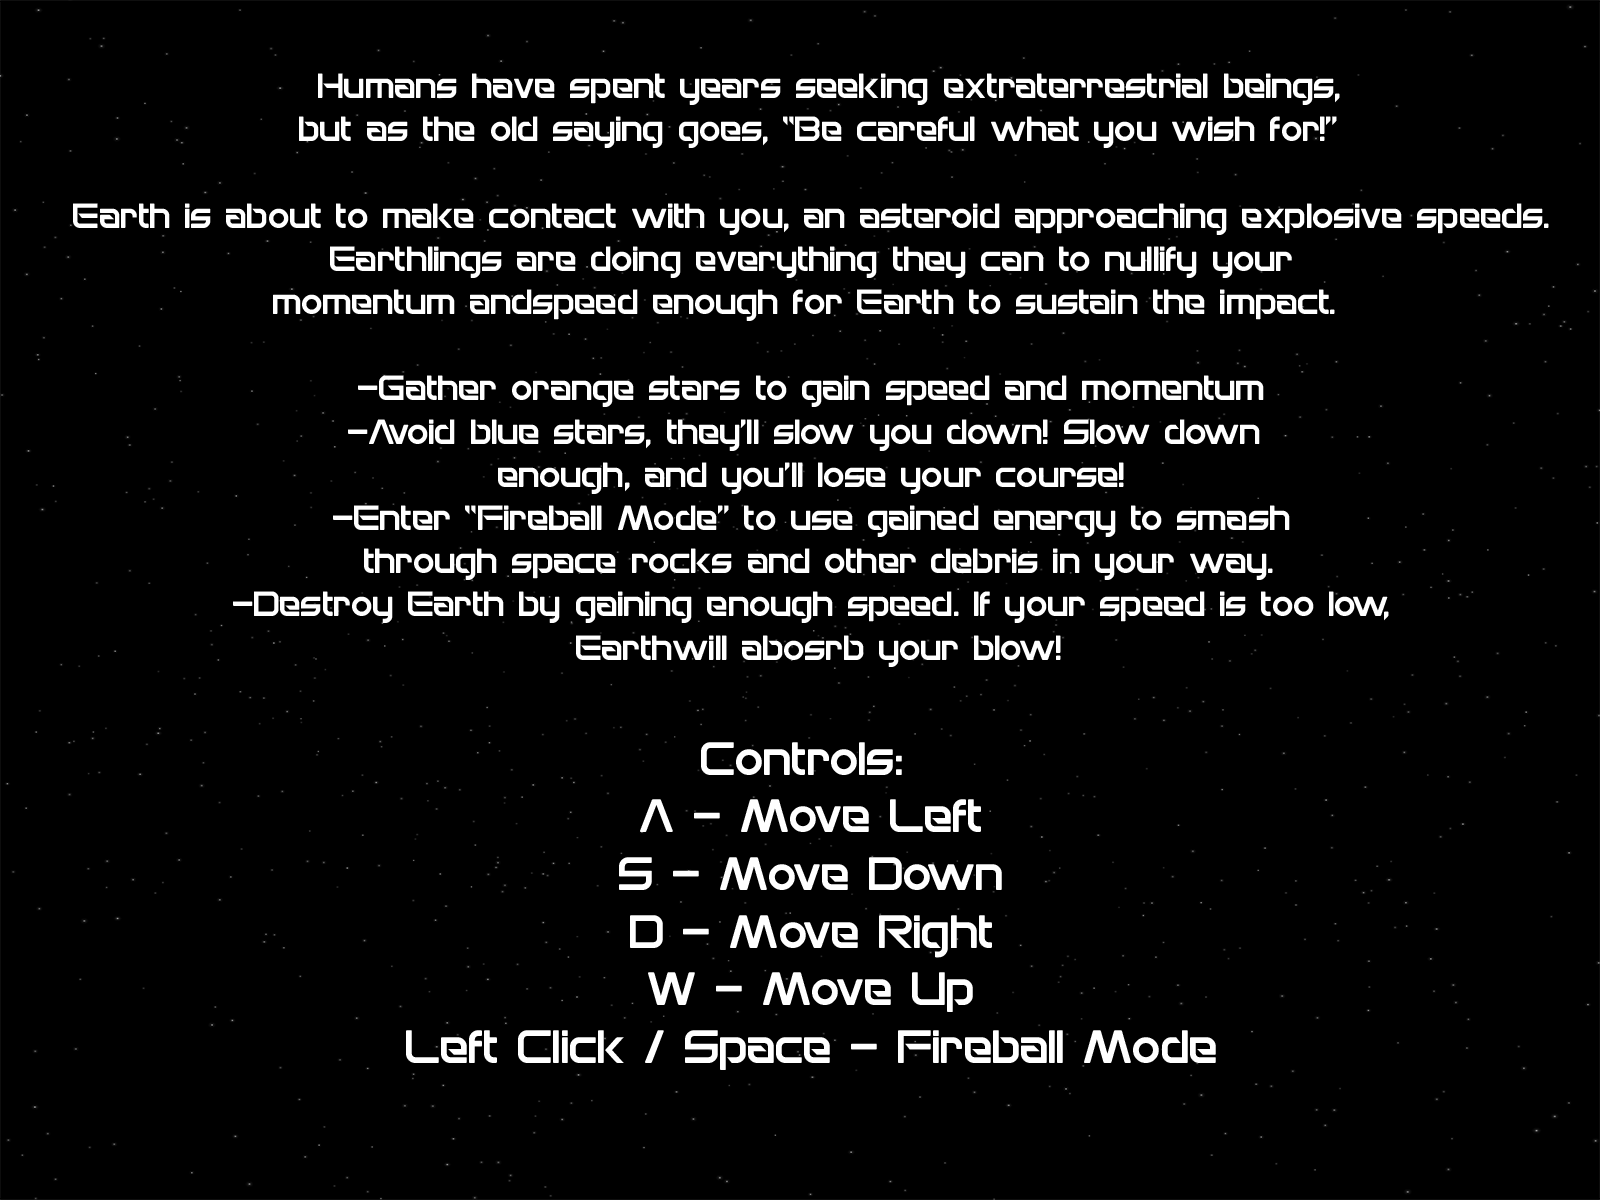 Humans have spent years seeking extraterrestrial beings,
but as the old saying goes, “Be careful what you wish for!”
Earth is about to make contact with you, an asteroid approaching explosive speeds.
Earthlings are doing everything they can to nullify your
momentum andspeed enough for Earth to sustain the impact.
-Gather orange stars to gain speed and momentum
-Avoid blue stars, they’ll slow you down! Slow down
enough, and you’ll lose your course!
-Enter “Fireball Mode” to use gained energy to smash
through space rocks and other debris in your way.
-Destroy Earth by gaining enough speed. If your speed is too low,
Earthwill abosrb your blow!
Controls:
A - Move Left
S - Move Down
D - Move Right
W - Move Up
Left Click / Space - Fireball Mode